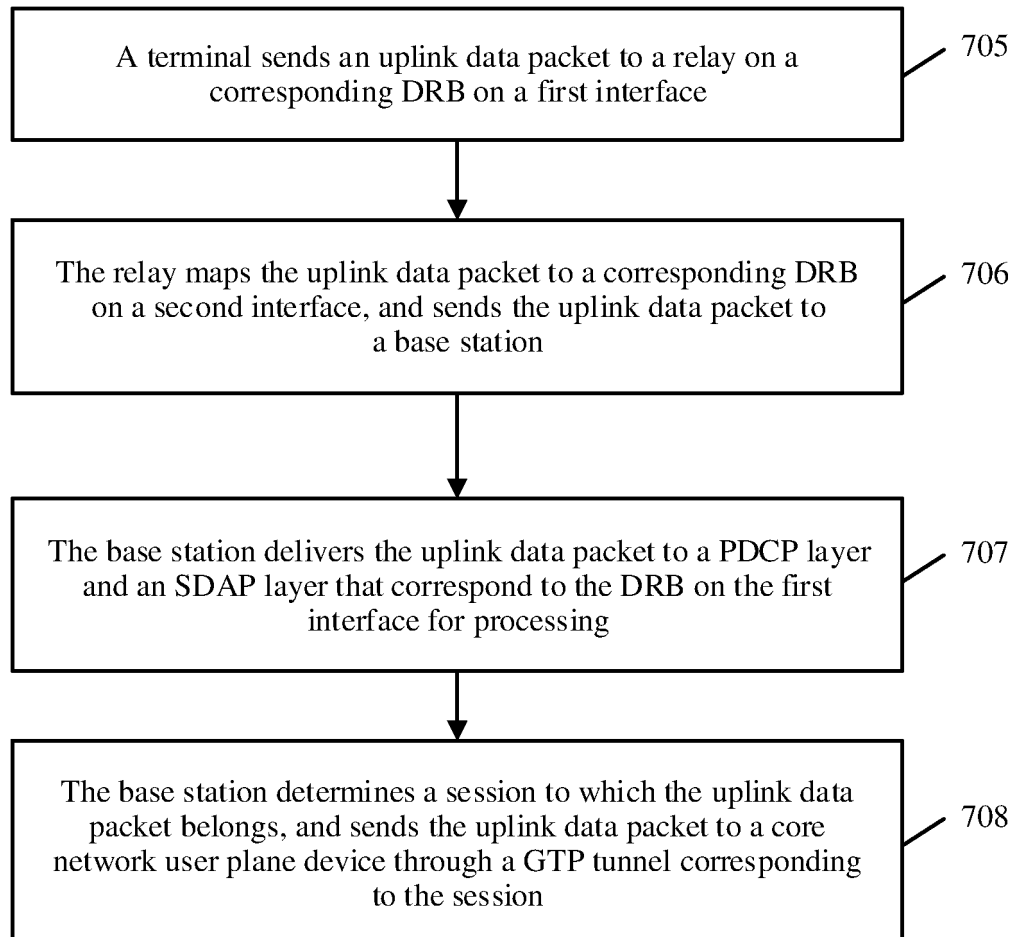 A terminal sends an uplink data packet to a relay on a
corresponding DRB on a first interface
705
The relay maps the uplink data packet to a corresponding DRB
on a second interface, and sends the uplink data packet to
a base station
706
The base station delivers the uplink data packet to a PDCP layer
and an SDAP layer that correspond to the DRB on the first
interface for processing
707
The base station determines a session to which the uplink data
packet belongs, and sends the uplink data packet to a core
network user plane device through a GTP tunnel corresponding
to the session
708